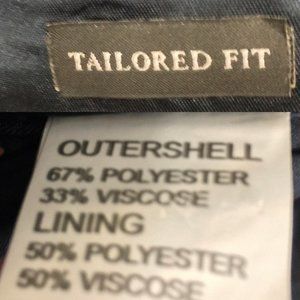 TAILORED FIT
OUTERSHELL
67% POLYESTER
33% VISCOSE
LINING
50% POLYESTER
50% VISCOSE